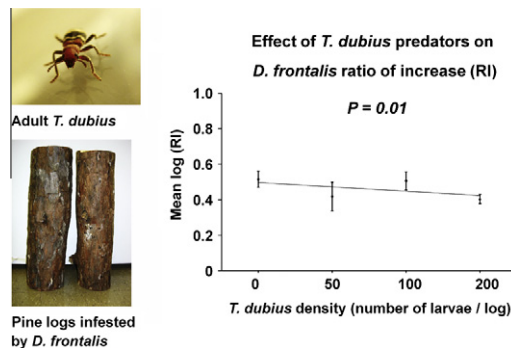 Adult T. dubius
Pine logs infested
by D. frontalis
Effect of T. dubius predators on
D. frontalis ratio of increase (RI)
P = 0.01
Mean log (RI)
1
0.8
0.6
0.4
0.2
0
0 50 100 200
T. dubius density (number of larvae / log)